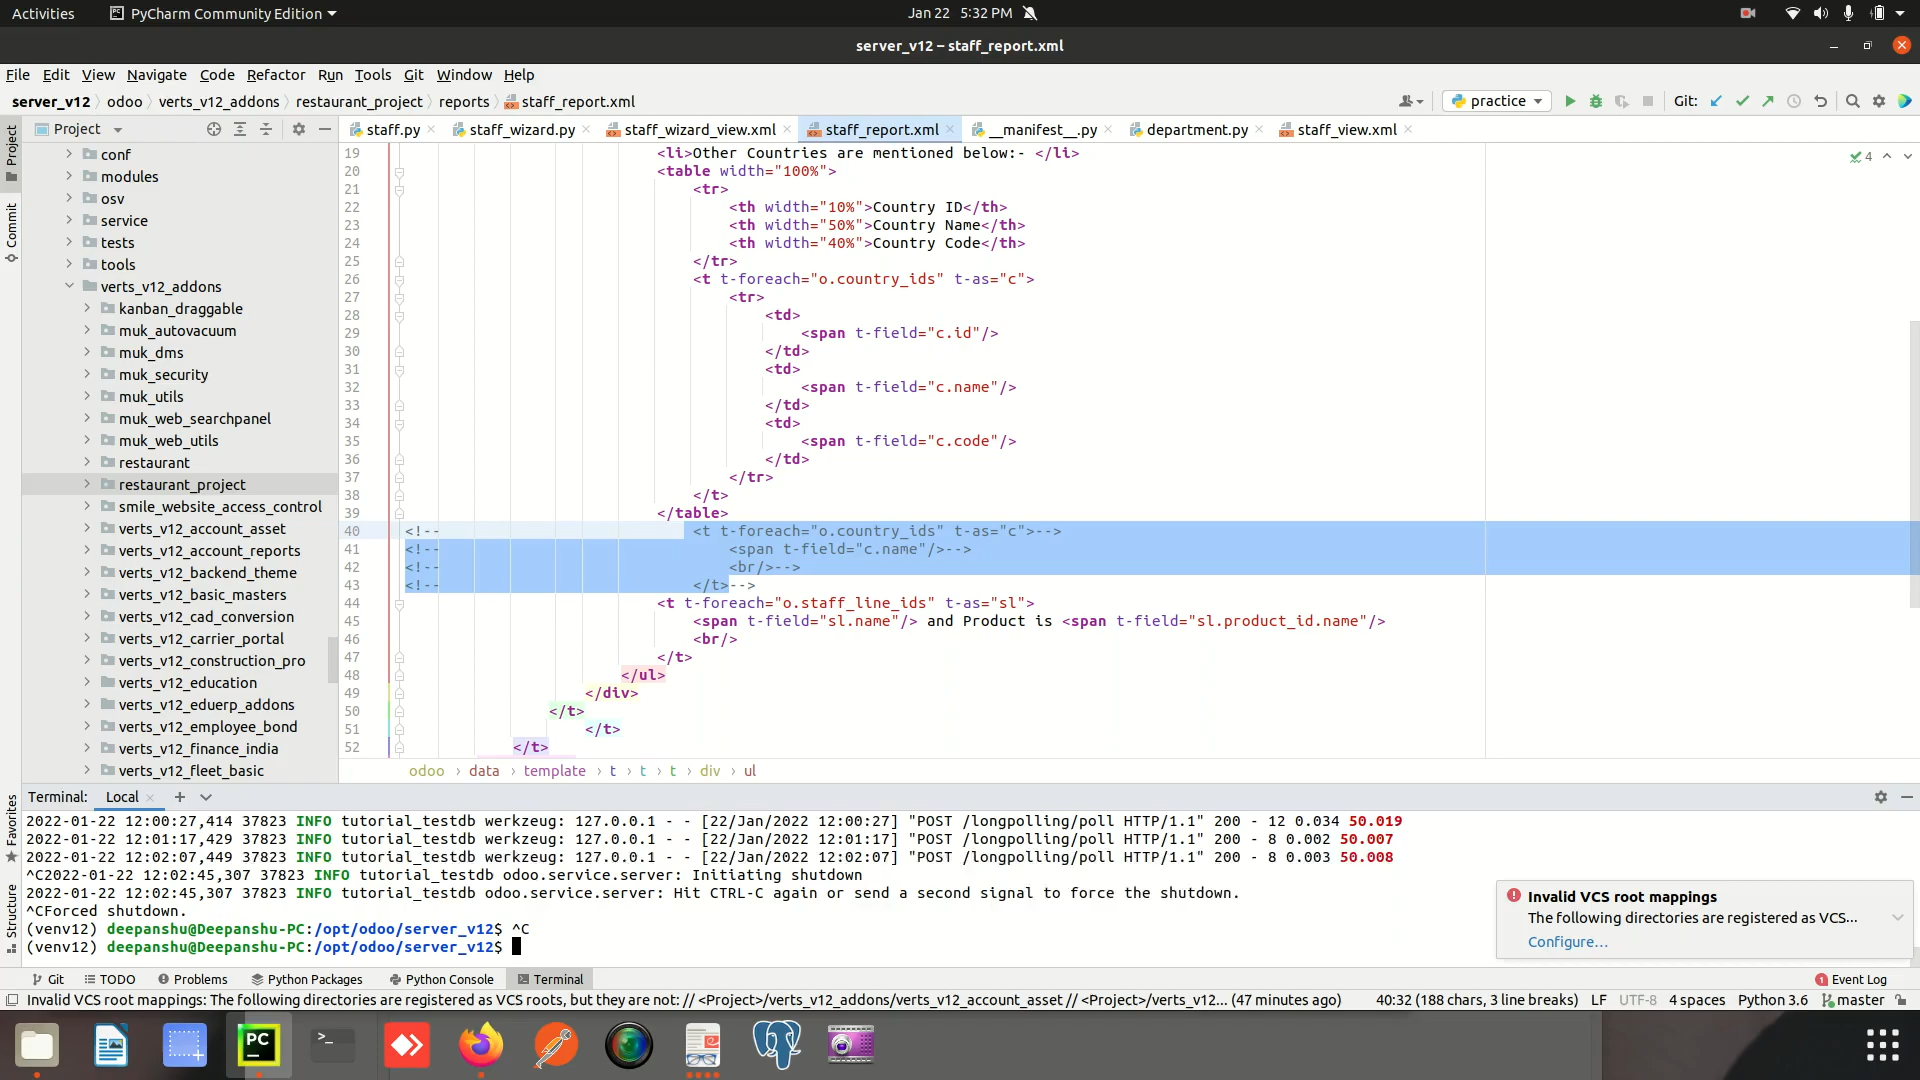 Activities PyCharm Community Edition Jan 22 5:32 PM
server_v12 – staff_report.xml
File Edit View Navigate Code Refactor Run Tools Git Window Help
server_v12 odoo verts_v12_addons restaurant_project reports staff_report.xml practice Git:
Project staff.py staff_wizard.py staff_wizard_view.xml staff_report.xml __manifest__.py department.py staff_view.xml
Project
Commit
Favorites
Structure
conf
modules
osv
service
tests
tools
verts_v12_addons
kanban_draggable
muk_autovacuum
muk_dms
muk_security
muk_utils
muk_web_searchpanel
muk_web_utils
restaurant
restaurant_project
smile_website_access_control
verts_v12_account_asset
verts_v12_account_reports
verts_v12_backend_theme
verts_v12_basic_masters
verts_v12_cad_conversion
verts_v12_carrier_portal
verts_v12_construction_pro
verts_v12_education
verts_v12_eduerp_addons
verts_v12_employee_bond
verts_v12_finance_india
verts_v12_fleet_basic
4
19 <li>Other Countries are mentioned below:- </li>
20 <table width="100%">
21 <tr>
22 <th width="10%">Country ID</th>
23 <th width="50%">Country Name</th>
24 <th width="40%">Country Code</th>
25 </tr>
26 <t t-foreach="o.country_ids" t-as="c">
27 <tr>
28 <td>
29 <span t-field="c.id"/>
30 </td>
31 <td>
32 <span t-field="c.name"/>
33 </td>
34 <td>
35 <span t-field="c.code"/>
36 </td>
37 </tr>
38 </t>
39 </table>
40 <!-- <t t-foreach="o.country_ids" t-as="c">-->
41 <!-- <span t-field="c.name"/>-->
42 <!-- <br/>-->
43 <!-- </t>-->
44 <t t-foreach="o.staff_line_ids" t-as="sl">
45 <span t-field="sl.name"/> and Product is <span t-field="sl.product_id.name"/>
46 <br/>
47 </t>
48 </ul>
49 </div>
50 </t>
51 </t>
52 </t>
odoo › data › template › t › t › t › div › ul
Terminal: Local
2022-01-22 12:00:27,414 37823 INFO tutorial_testdb werkzeug: 127.0.0.1 - - [22/Jan/2022 12:00:27] "POST /longpolling/poll HTTP/1.1" 200 - 12 0.034 50.019
2022-01-22 12:01:17,429 37823 INFO tutorial_testdb werkzeug: 127.0.0.1 - - [22/Jan/2022 12:01:17] "POST /longpolling/poll HTTP/1.1" 200 - 8 0.002 50.007
2022-01-22 12:02:07,449 37823 INFO tutorial_testdb werkzeug: 127.0.0.1 - - [22/Jan/2022 12:02:07] "POST /longpolling/poll HTTP/1.1" 200 - 8 0.003 50.008
^C2022-01-22 12:02:45,307 37823 INFO tutorial_testdb odoo.service.server: Initiating shutdown
2022-01-22 12:02:45,307 37823 INFO tutorial_testdb odoo.service.server: Hit CTRL-C again or send a second signal to force the shutdown.
^CForced shutdown.
(venv12) deepanshu@Deepanshu-PC:/opt/odoo/server_v12$ ^C
(venv12) deepanshu@Deepanshu-PC:/opt/odoo/server_v12$
Invalid VCS root mappings
The following directories are registered as VCS...
Configure...
Git TODO Problems Python Packages Python Console Terminal 1 Event Log
Invalid VCS root mappings: The following directories are registered as VCS roots, but they are not: // <Project>/verts_v12_addons/verts_v12_account_asset // <Project>/verts_v12... (47 minutes ago) 40:32 (188 chars, 3 line breaks) LF UTF-8 4 spaces Python 3.6 master